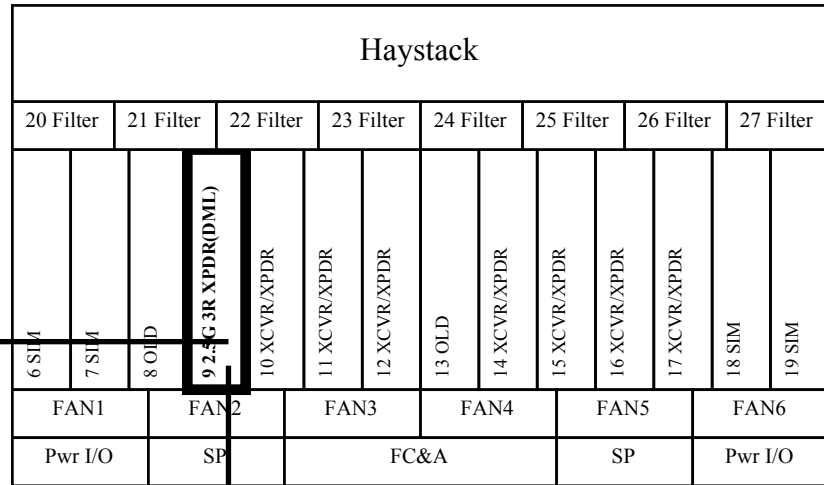 Haystack
20 Filter 21 Filter 22 Filter 23 Filter 24 Filter 25 Filter 26 Filter 27 Filter
6 SIM
7 SIM
8 OLD
9 2.5G 3R XPDR(DML)
10 XCVR/XPDR
11 XCVR/XPDR
12 XCVR/XPDR
13 OLD
14 XCVR/XPDR
15 XCVR/XPDR
16 XCVR/XPDR
17 XCVR/XPDR
18 SIM
19 SIM
FAN1 FAN2 FAN3 FAN4 FAN5 FAN6
Pwr I/O SP FC&A SP Pwr I/O